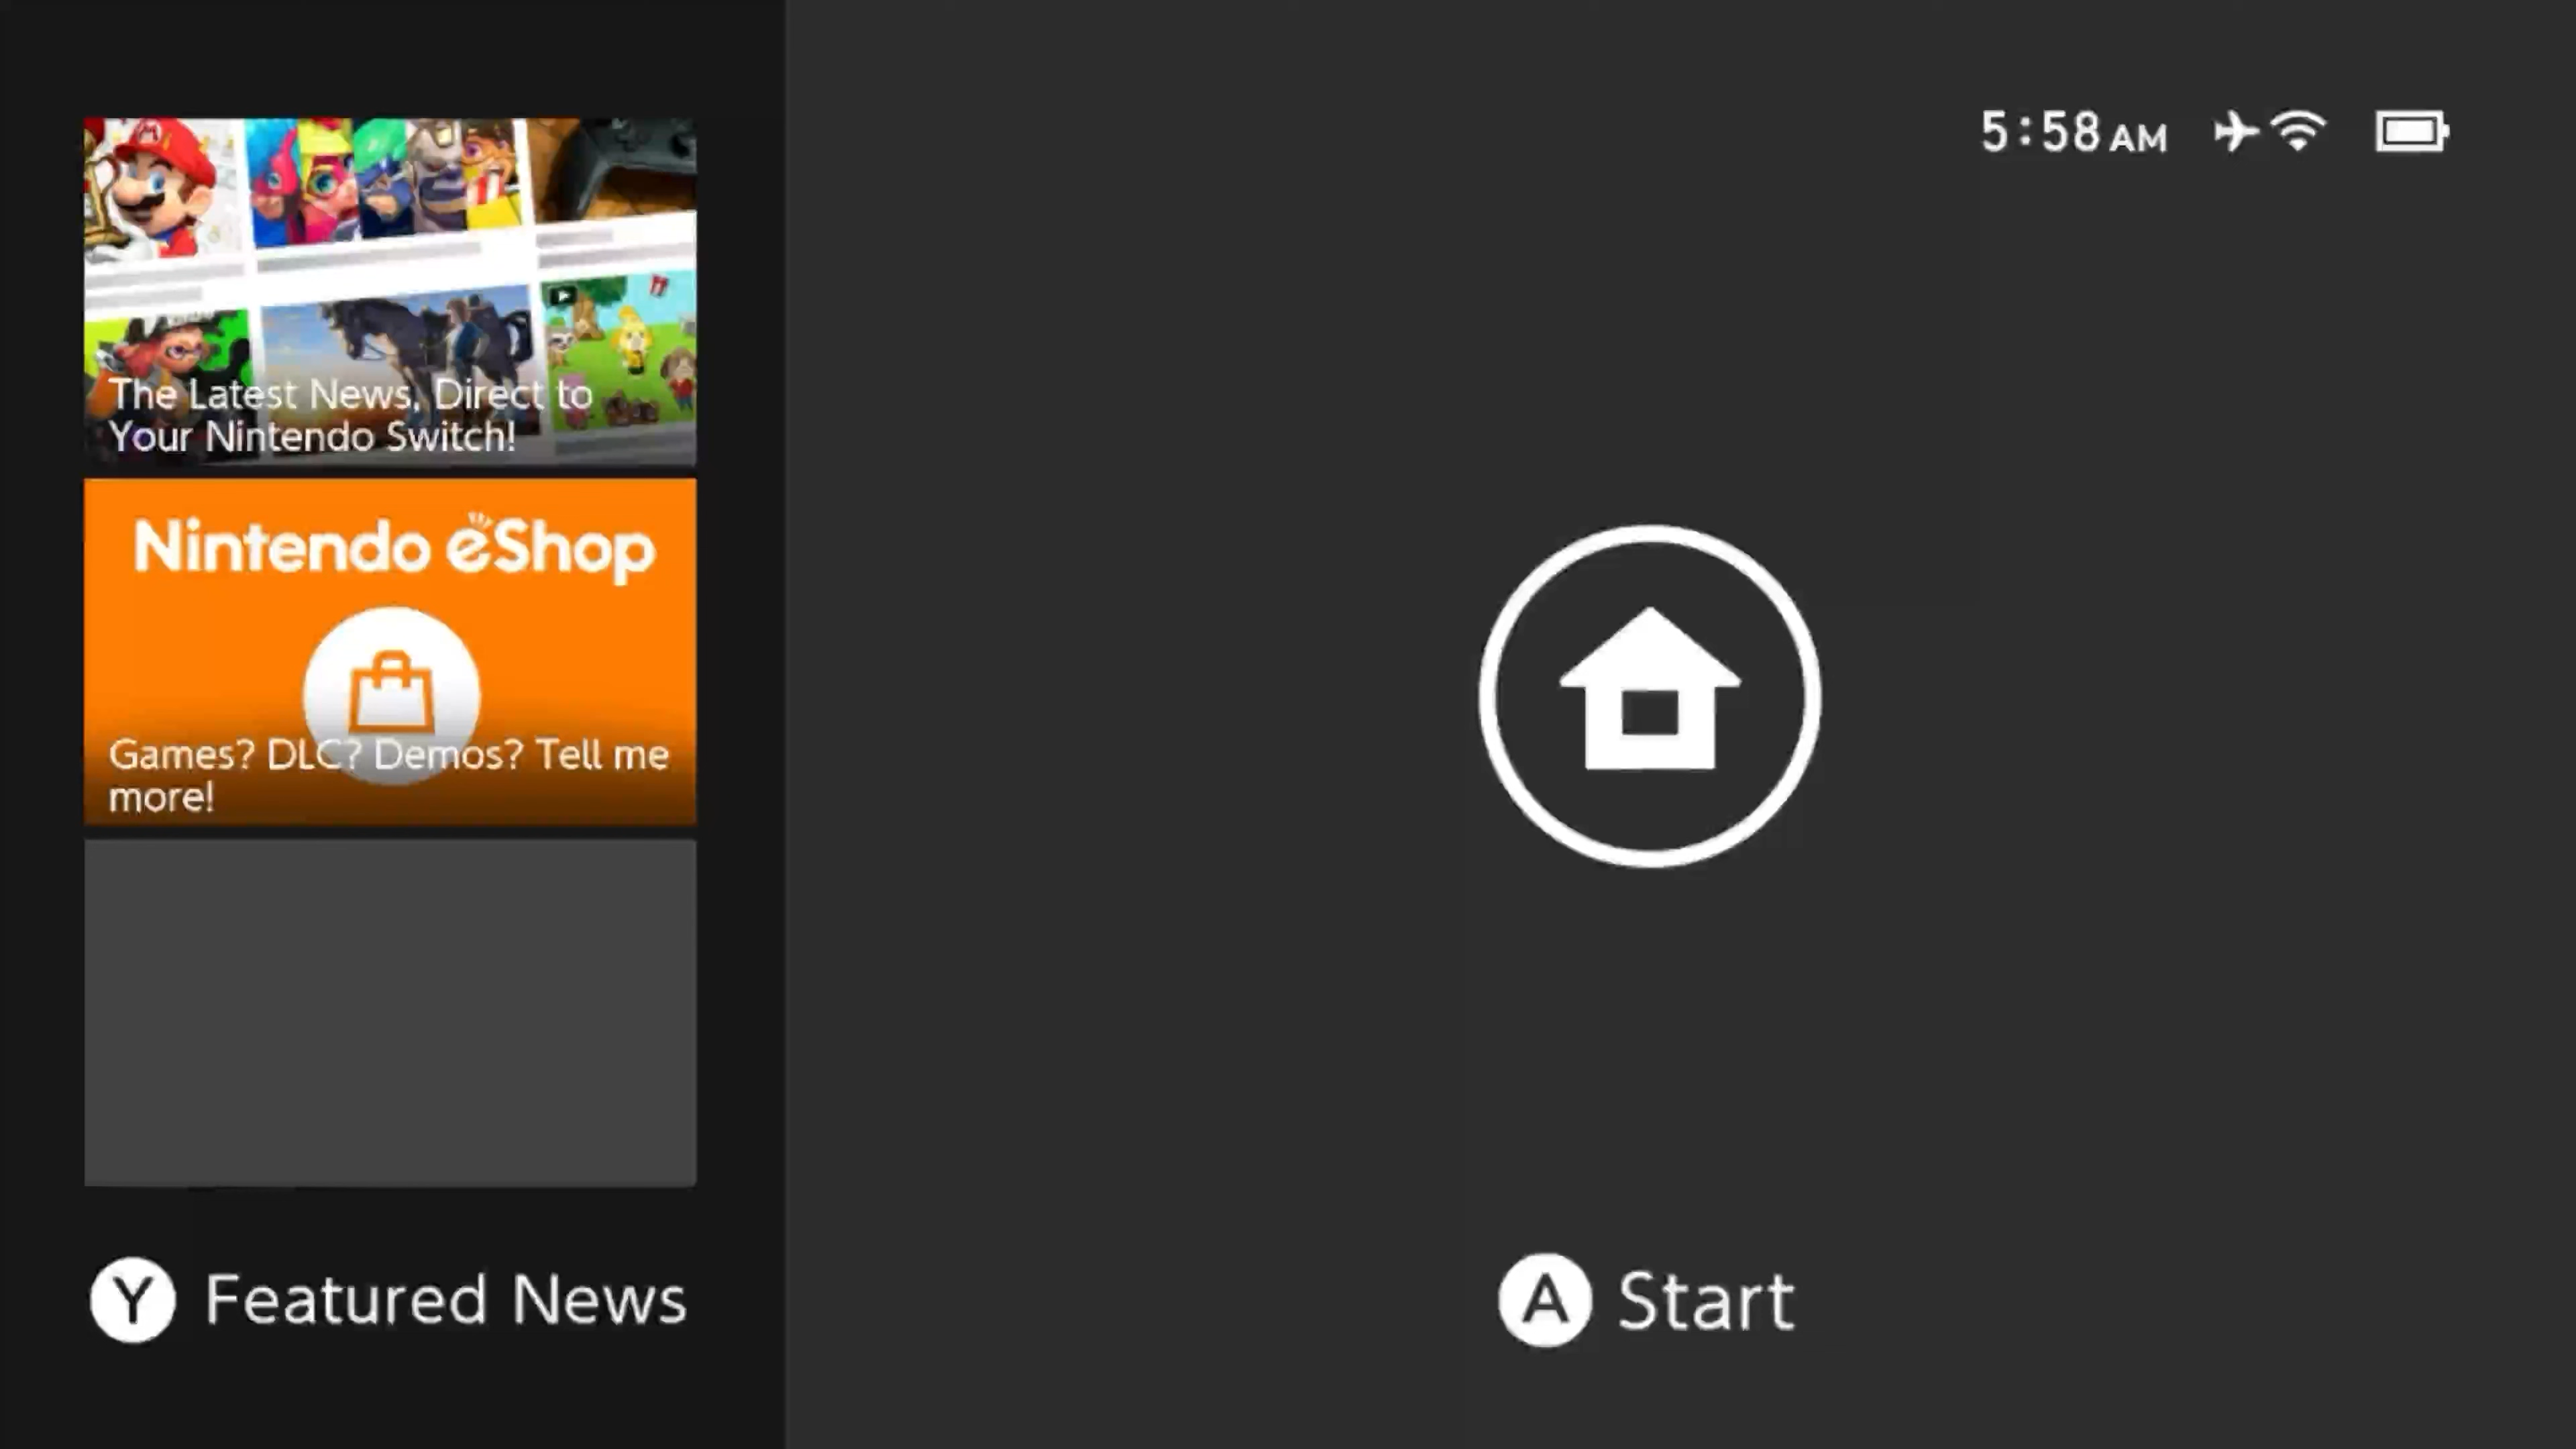 5:58 AM
The Latest News, Direct to
Your Nintendo Switch!
Nintendo eShop
Games? DLC? Demos? Tell me
more!
Y Featured News
A Start